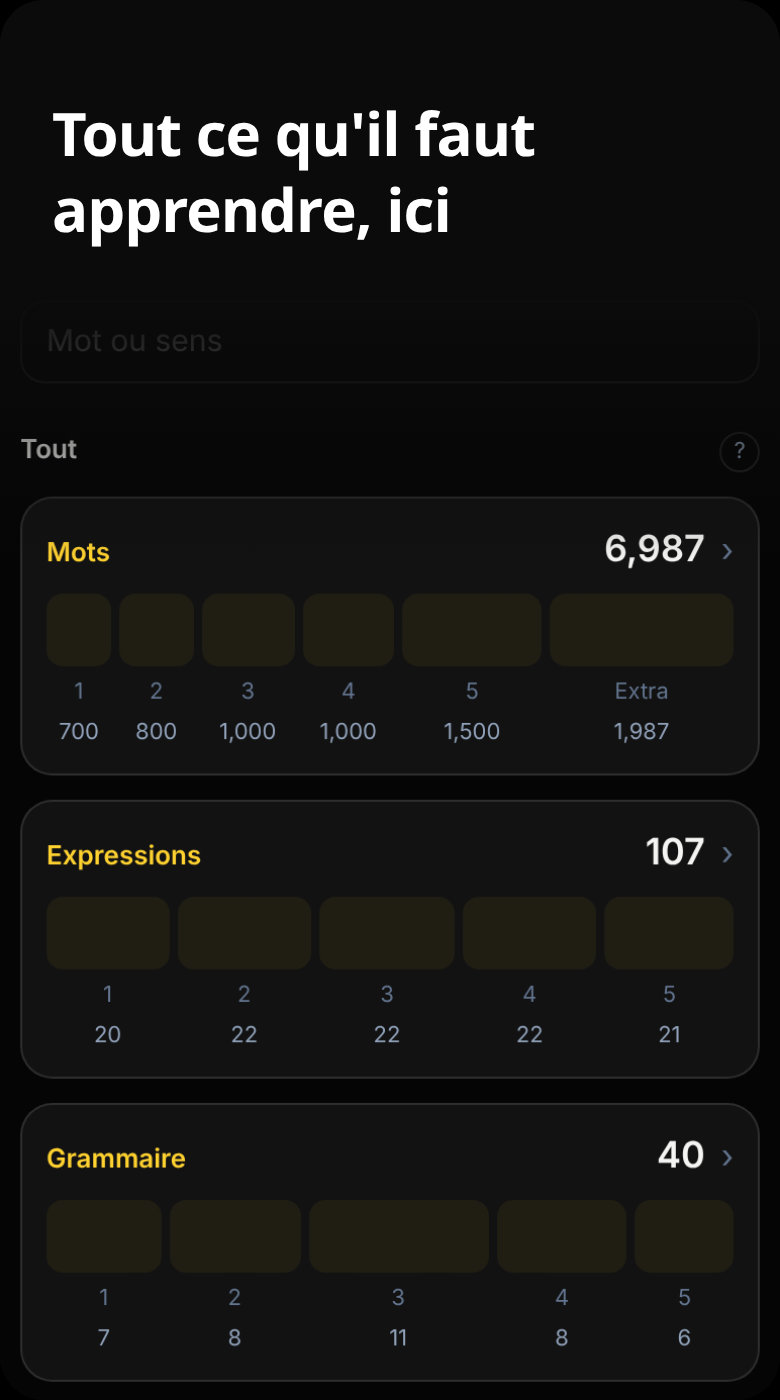 Tout ce qu'il faut
apprendre, ici
Mot ou sens
Tout
?
Mots 6,987 ›
1 2 3 4 5 Extra
700 800 1,000 1,000 1,500 1,987
Expressions 107 ›
1 2 3 4 5
20 22 22 22 21
Grammaire 40 ›
1 2 3 4 5
7 8 11 8 6